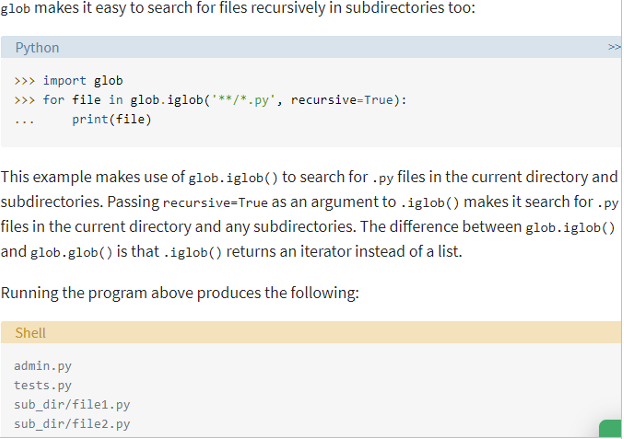 glob makes it easy to search for files recursively in subdirectories too:
Python
>>
>>> import glob
>>> for file in glob.iglob('**/*.py', recursive=True):
...     print(file)
This example makes use of glob.iglob() to search for .py files in the current directory and
subdirectories. Passing recursive=True as an argument to .iglob() makes it search for .py
files in the current directory and any subdirectories. The difference between glob.iglob()
and glob.glob() is that .iglob() returns an iterator instead of a list.
Running the program above produces the following:
Shell
admin.py
tests.py
sub_dir/file1.py
sub_dir/file2.py